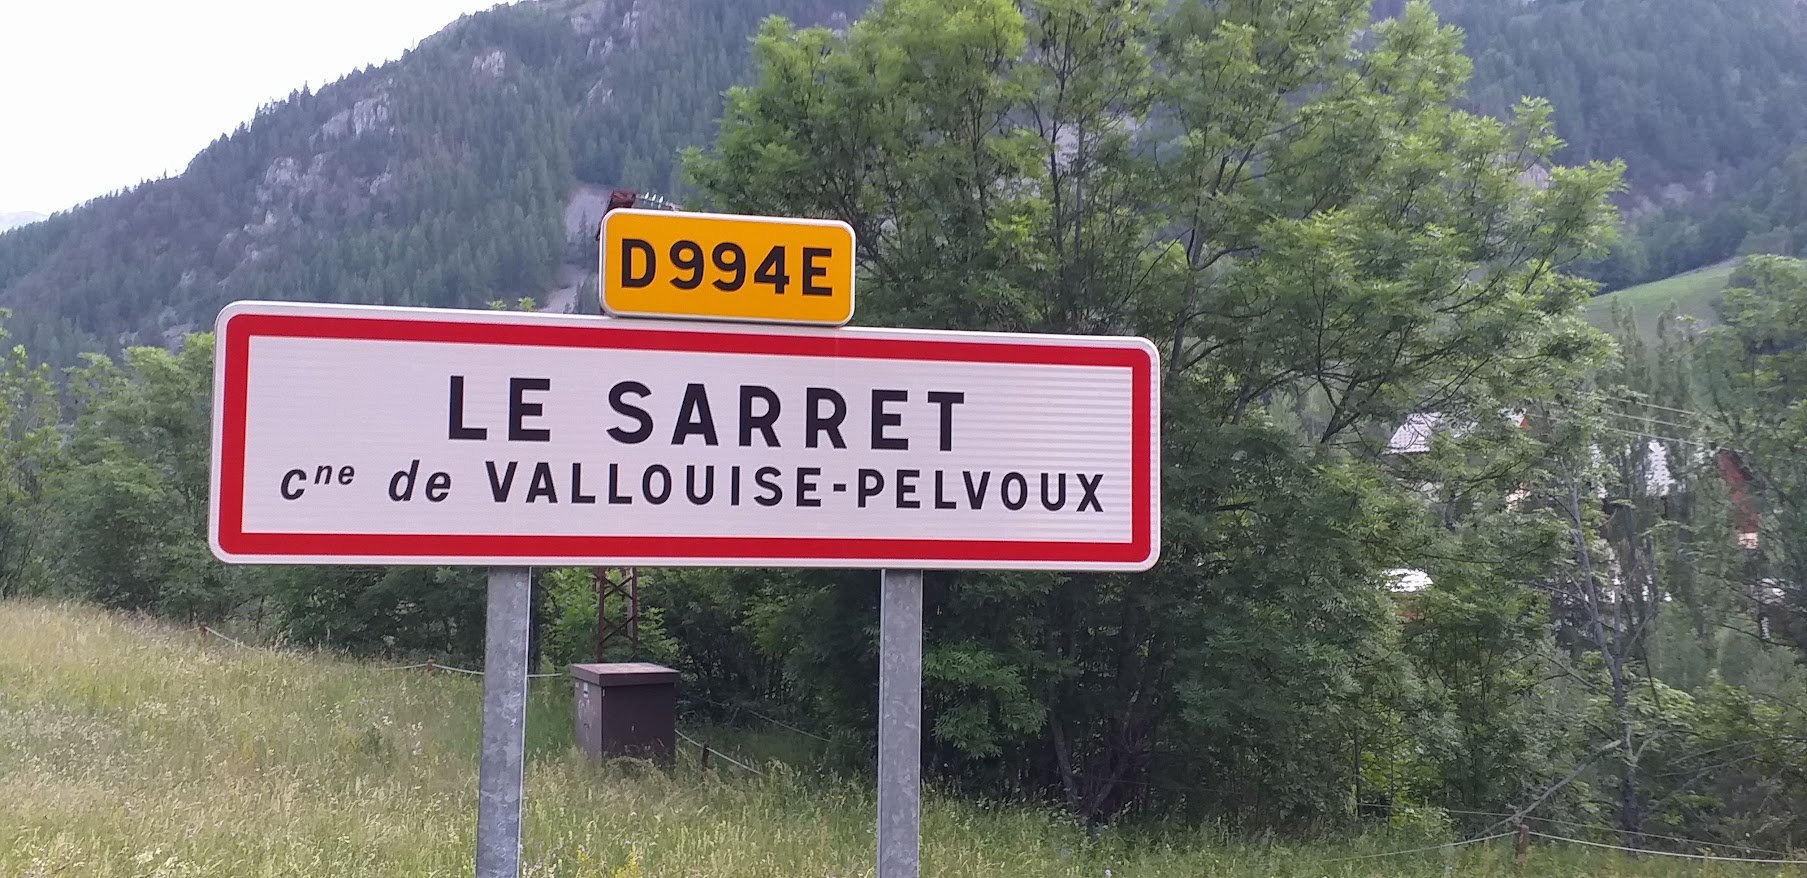 D994E
LE SARRET
cne de VALLOUISE-PELVOUX